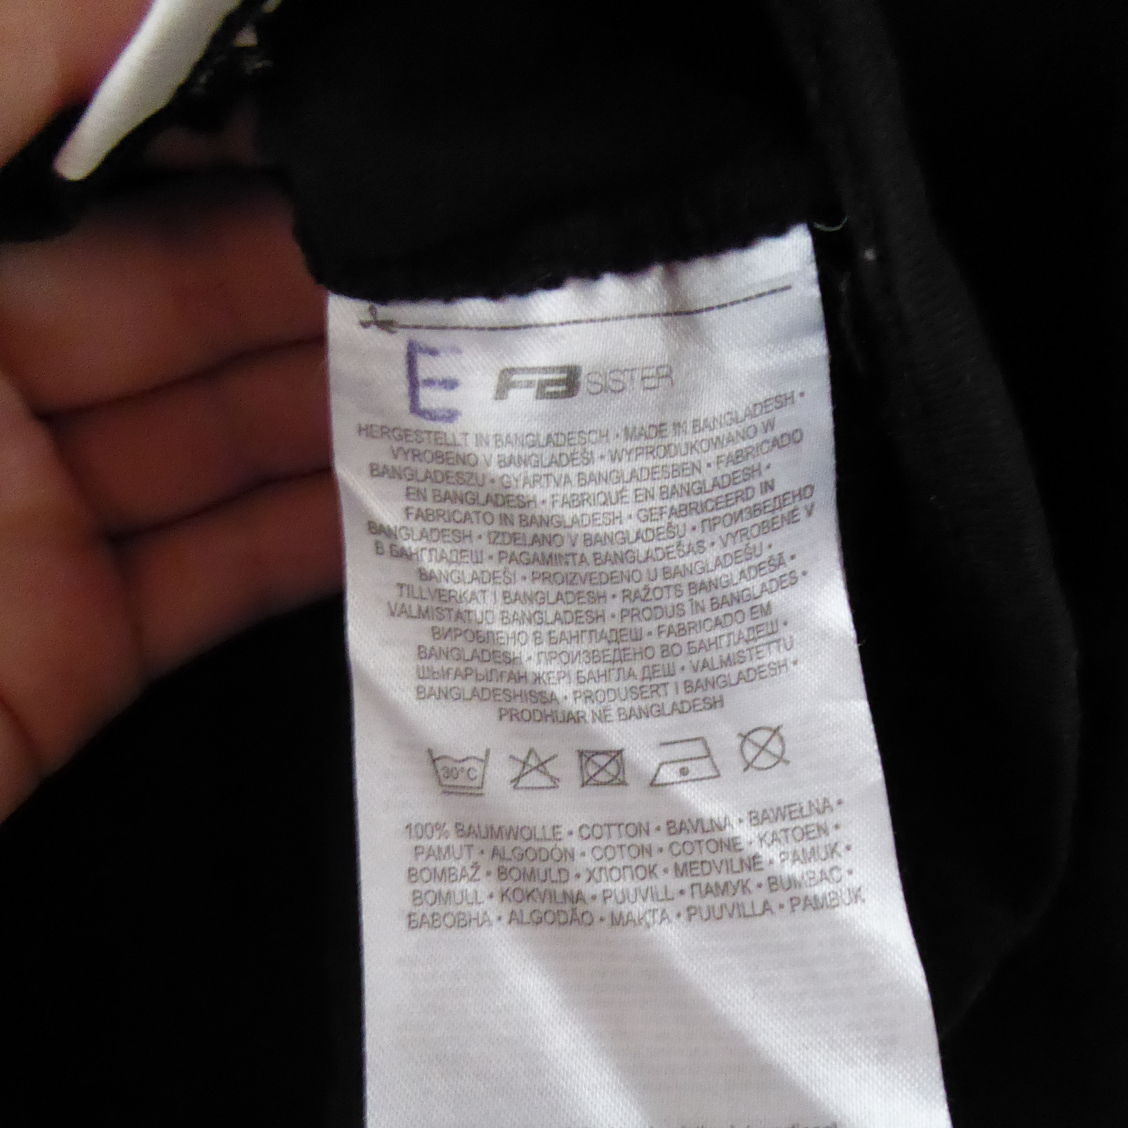 E FB SISTER
HERGESTELLT IN BANGLADESCH • MADE IN BANGLADESH •
VYROBENO V BANGLADÉŠI • WYPRODUKOWANO W
BANGLADESZU • GYÁRTVA BANGLADESBEN • FABRICADO
EN BANGLADESH • FABRIQUÉ EN BANGLADESH •
FABRICATO IN BANGLADESH • GEFABRICEERD IN
BANGLADESH • IZDELANO V BANGLADEŠU • ПРОИЗВЕДЕНО
В БАНГЛАДЕШ • PAGAMINTA BANGLADEŠAS • VYROBENÉ V
BANGLADEŠI • PROIZVEDENO U BANGLADEŠU •
TILLVERKAT I BANGLADESH • RAŽOTS BANGLADEŠĀ •
VALMISTATUD BANGLADESH • PRODUS ÎN BANGLADES •
ВИРОБЛЕНО В БАНГЛАДЕШ • FABRICADO EM
BANGLADESH • ПРОИЗВЕДЕНО ВО БАНГЛАДЕШ •
ШЫҒАРЫЛҒАН ЖЕРІ БАНГЛА ДЕШ • VALMISTETTU
BANGLADESHISSA • PRODUSERT I BANGLADESH •
PRODHUAR NË BANGLADESH
30°C
100% BAUMWOLLE • COTTON • BAVLNA • BAWEŁNA •
PAMUT • ALGODÓN • COTON • COTONE • KATOEN •
BOMBAŽ • BOMULD • ХЛОПОК • MEDVILNĖ • PAMUK •
BOMULL • KOKVILNA • PUUVILL • ПАМУК • BUMBAC •
БАВОВНА • ALGODÃO • МАҚТА • PUUVILLA • PAMBUK